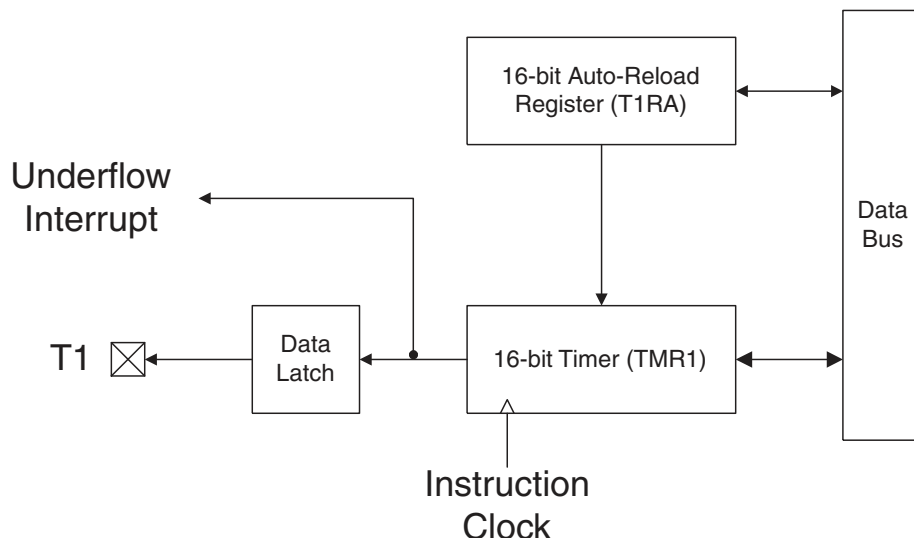 16-bit Auto-Reload
Register (T1RA)
Underflow
Interrupt
Data
Bus
T1
Data
Latch
16-bit Timer (TMR1)
Instruction
Clock